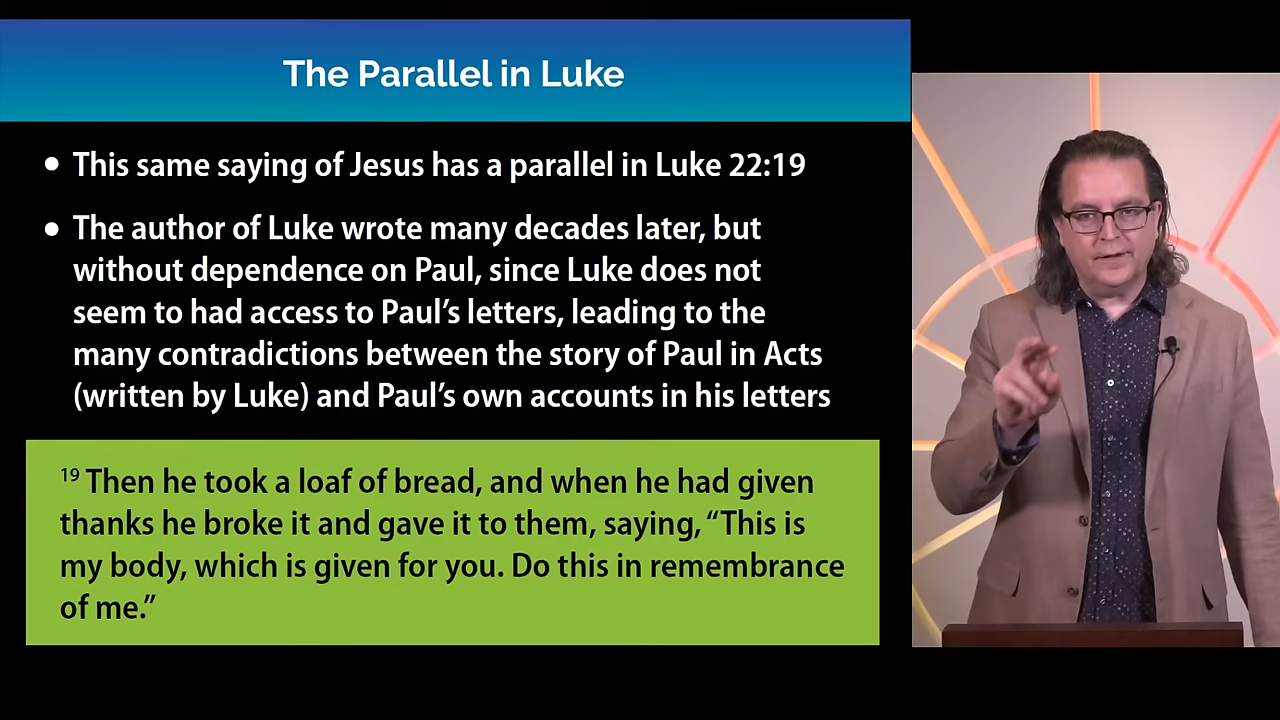 The Parallel in Luke
• This same saying of Jesus has a parallel in Luke 22:19
• The author of Luke wrote many decades later, but
without dependence on Paul, since Luke does not
seem to had access to Paul’s letters, leading to the
many contradictions between the story of Paul in Acts
(written by Luke) and Paul’s own accounts in his letters
19 Then he took a loaf of bread, and when he had given
thanks he broke it and gave it to them, saying, “This is
my body, which is given for you. Do this in remembrance
of me.”